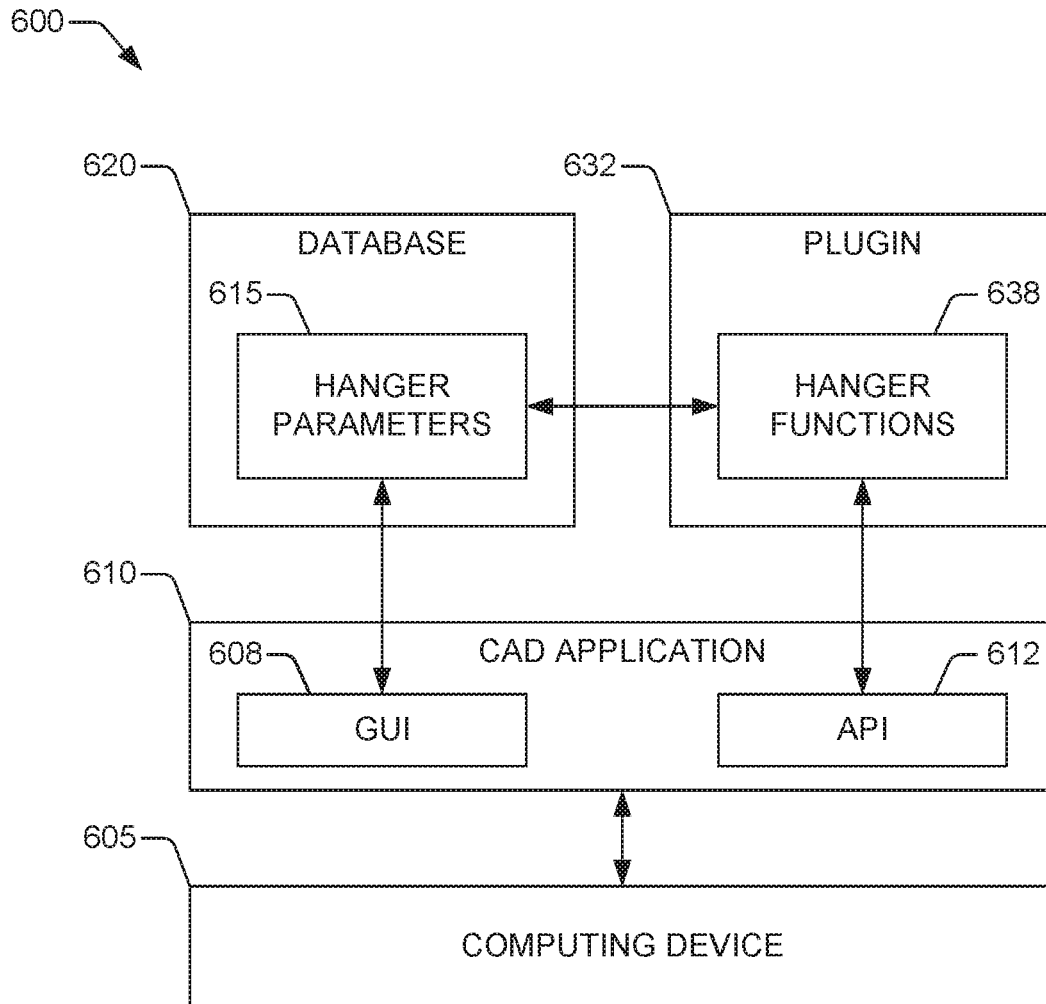 600
620
632
DATABASE
PLUGIN
615
638
HANGER
PARAMETERS
HANGER
FUNCTIONS
610
CAD APPLICATION
608
612
GUI
API
605
COMPUTING DEVICE